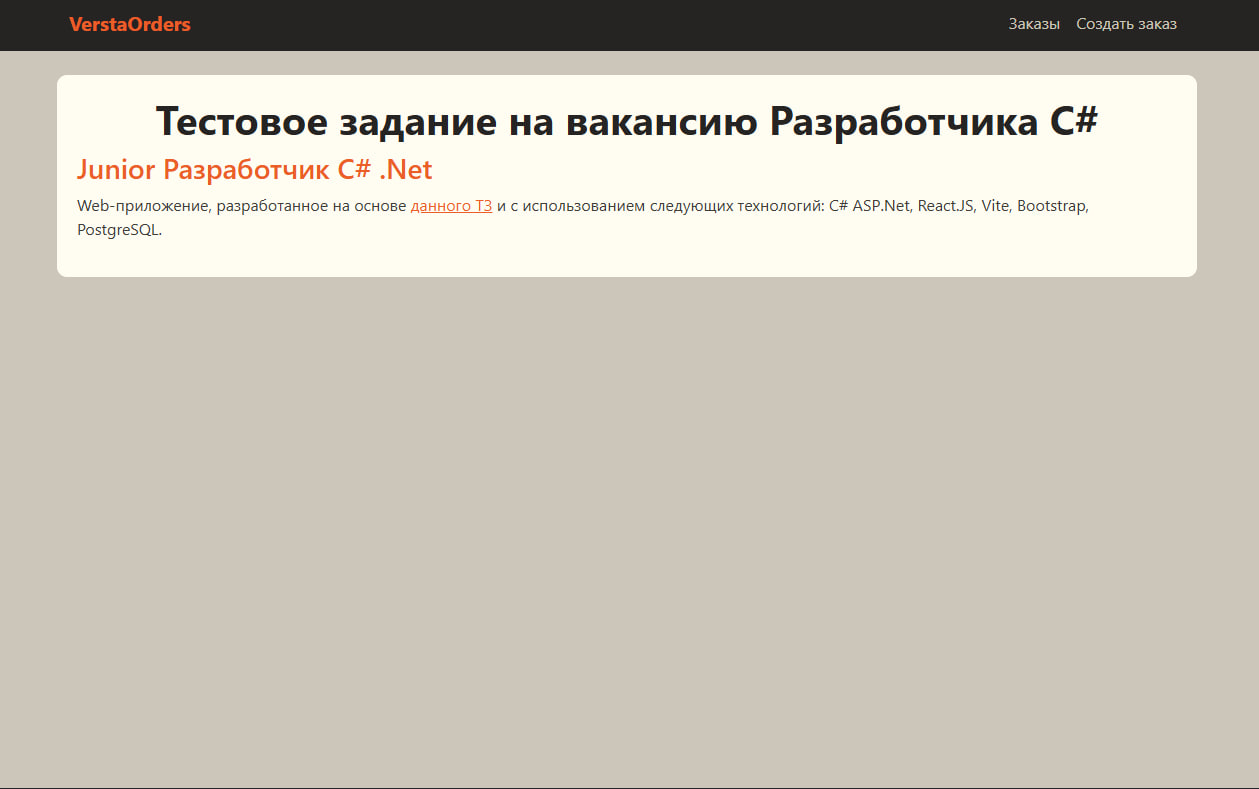 VerstaOrders
Заказы
Создать заказ
Тестовое задание на вакансию Разработчика C#
Junior Разработчик C# .Net
Web-приложение, разработанное на основе данного ТЗ и с использованием следующих технологий: C# ASP.Net, React.JS, Vite, Bootstrap,
PostgreSQL.